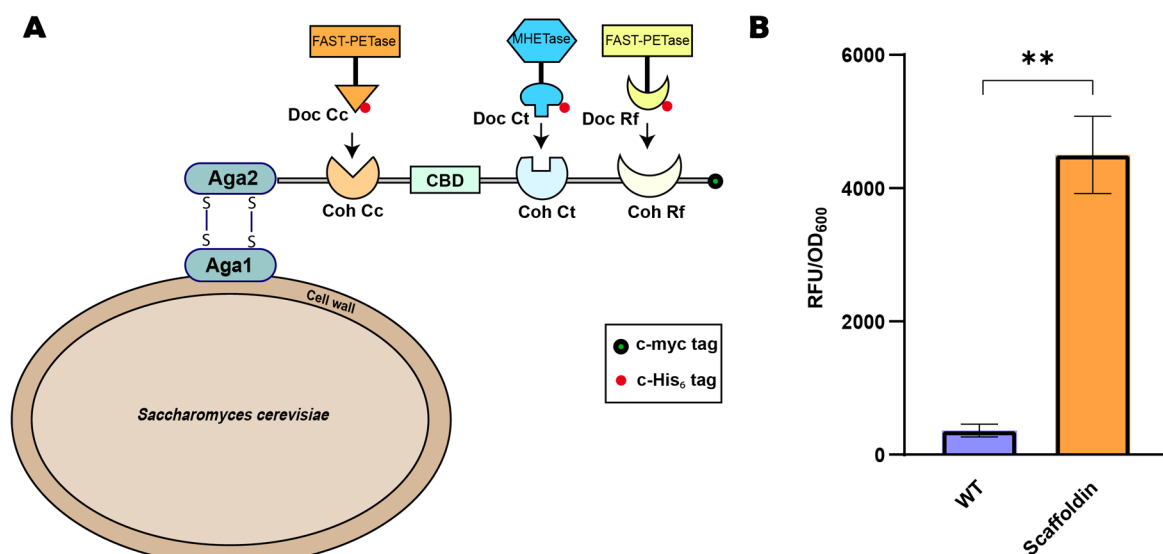 A
FAST-PETase
MHETase
FAST-PETase
Doc Cc
Doc Ct
Doc Rf
Aga2
CBD
Coh Cc
Coh Ct
Coh Rf
S
S
S
S
Aga1
Cell wall
Saccharomyces cerevisiae
c-myc tag
c-His₆ tag
B
**
6000
4000
2000
0
RFU/OD₆₀₀
WT
Scaffoldin